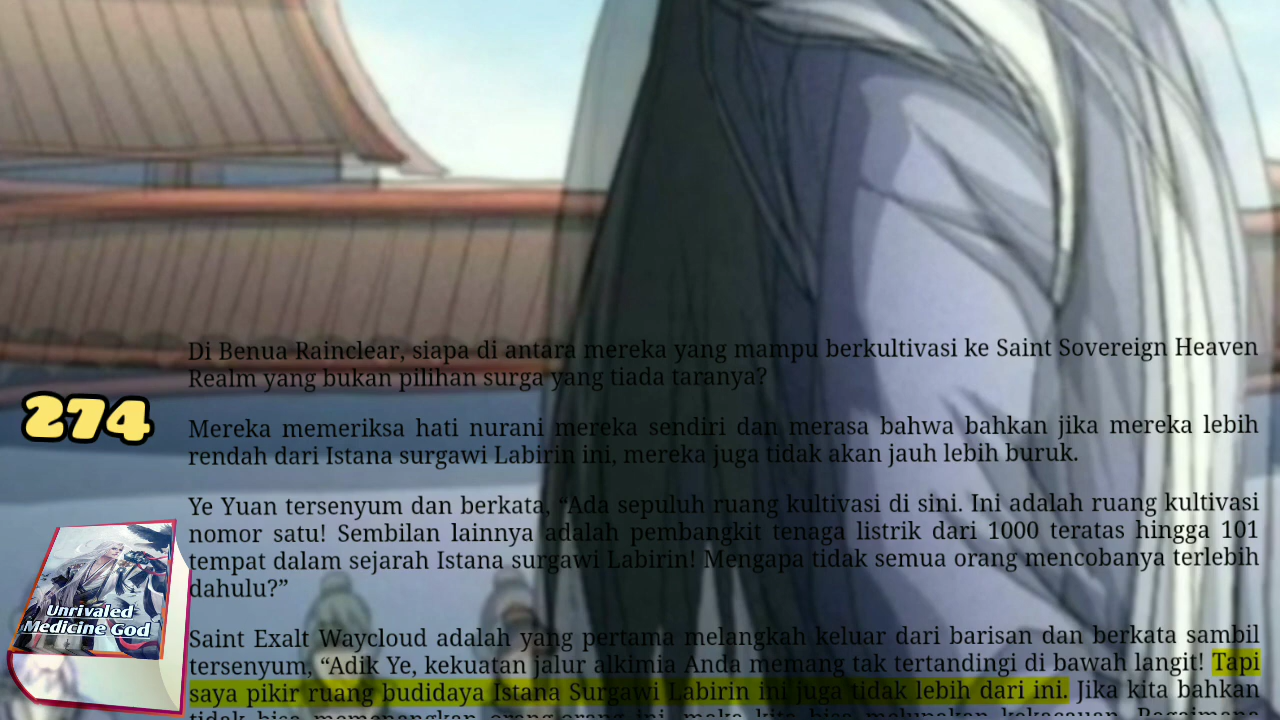 Di Benua Rainclear, siapa di antara mereka yang mampu berkultivasi ke Saint Sovereign Heaven
Realm yang bukan pilihan surga yang tiada taranya?
274
Mereka memeriksa hati nurani mereka sendiri dan merasa bahwa bahkan jika mereka lebih
rendah dari Istana surgawi Labirin ini, mereka juga tidak akan jauh lebih buruk.
Ye Yuan tersenyum dan berkata, “Ada sepuluh ruang kultivasi di sini. Ini adalah ruang kultivasi
nomor satu! Sembilan lainnya adalah pembangkit tenaga listrik dari 1000 teratas hingga 101
tempat dalam sejarah Istana surgawi Labirin! Mengapa tidak semua orang mencobanya terlebih
dahulu?”
Unrivaled
Medicine God
Saint Exalt Waycloud adalah yang pertama melangkah keluar dari barisan dan berkata sambil
tersenyum, “Adik Ye, kekuatan jalur alkimia Anda memang tak tertandingi di bawah langit! Tapi
saya pikir ruang budidaya Istana Surgawi Labirin ini juga tidak lebih dari ini. Jika kita bahkan